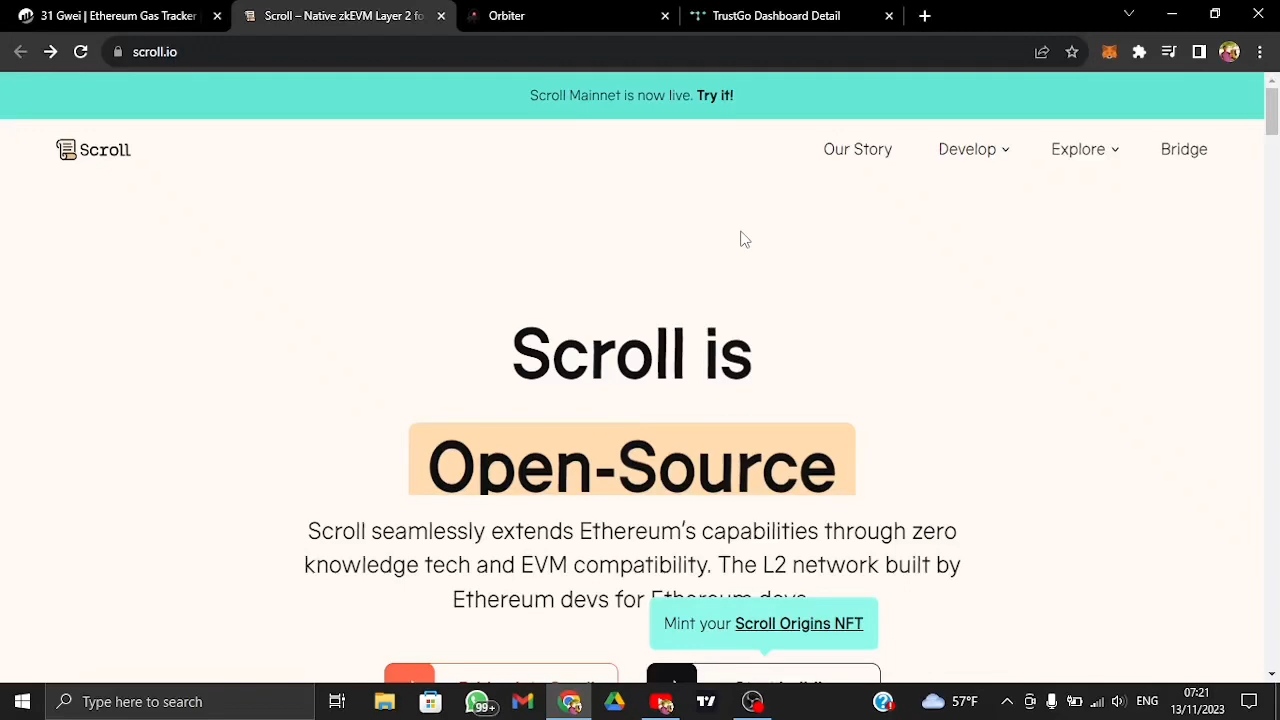 31 Gwei | Ethereum Gas Tracker
Scroll – Native zkEVM Layer 2 fo
Orbiter
TrustGo Dashboard Detail
scroll.io
Scroll Mainnet is now live. Try it!
Scroll
Our Story
Develop
Explore
Bridge
Scroll is
Open-Source
Scroll seamlessly extends Ethereum's capabilities through zero
knowledge tech and EVM compatibility. The L2 network built by
Ethereum devs for Ethereum devs.
Mint your Scroll Origins NFT
Type here to search
99+
57°F
ENG
07:21
13/11/2023